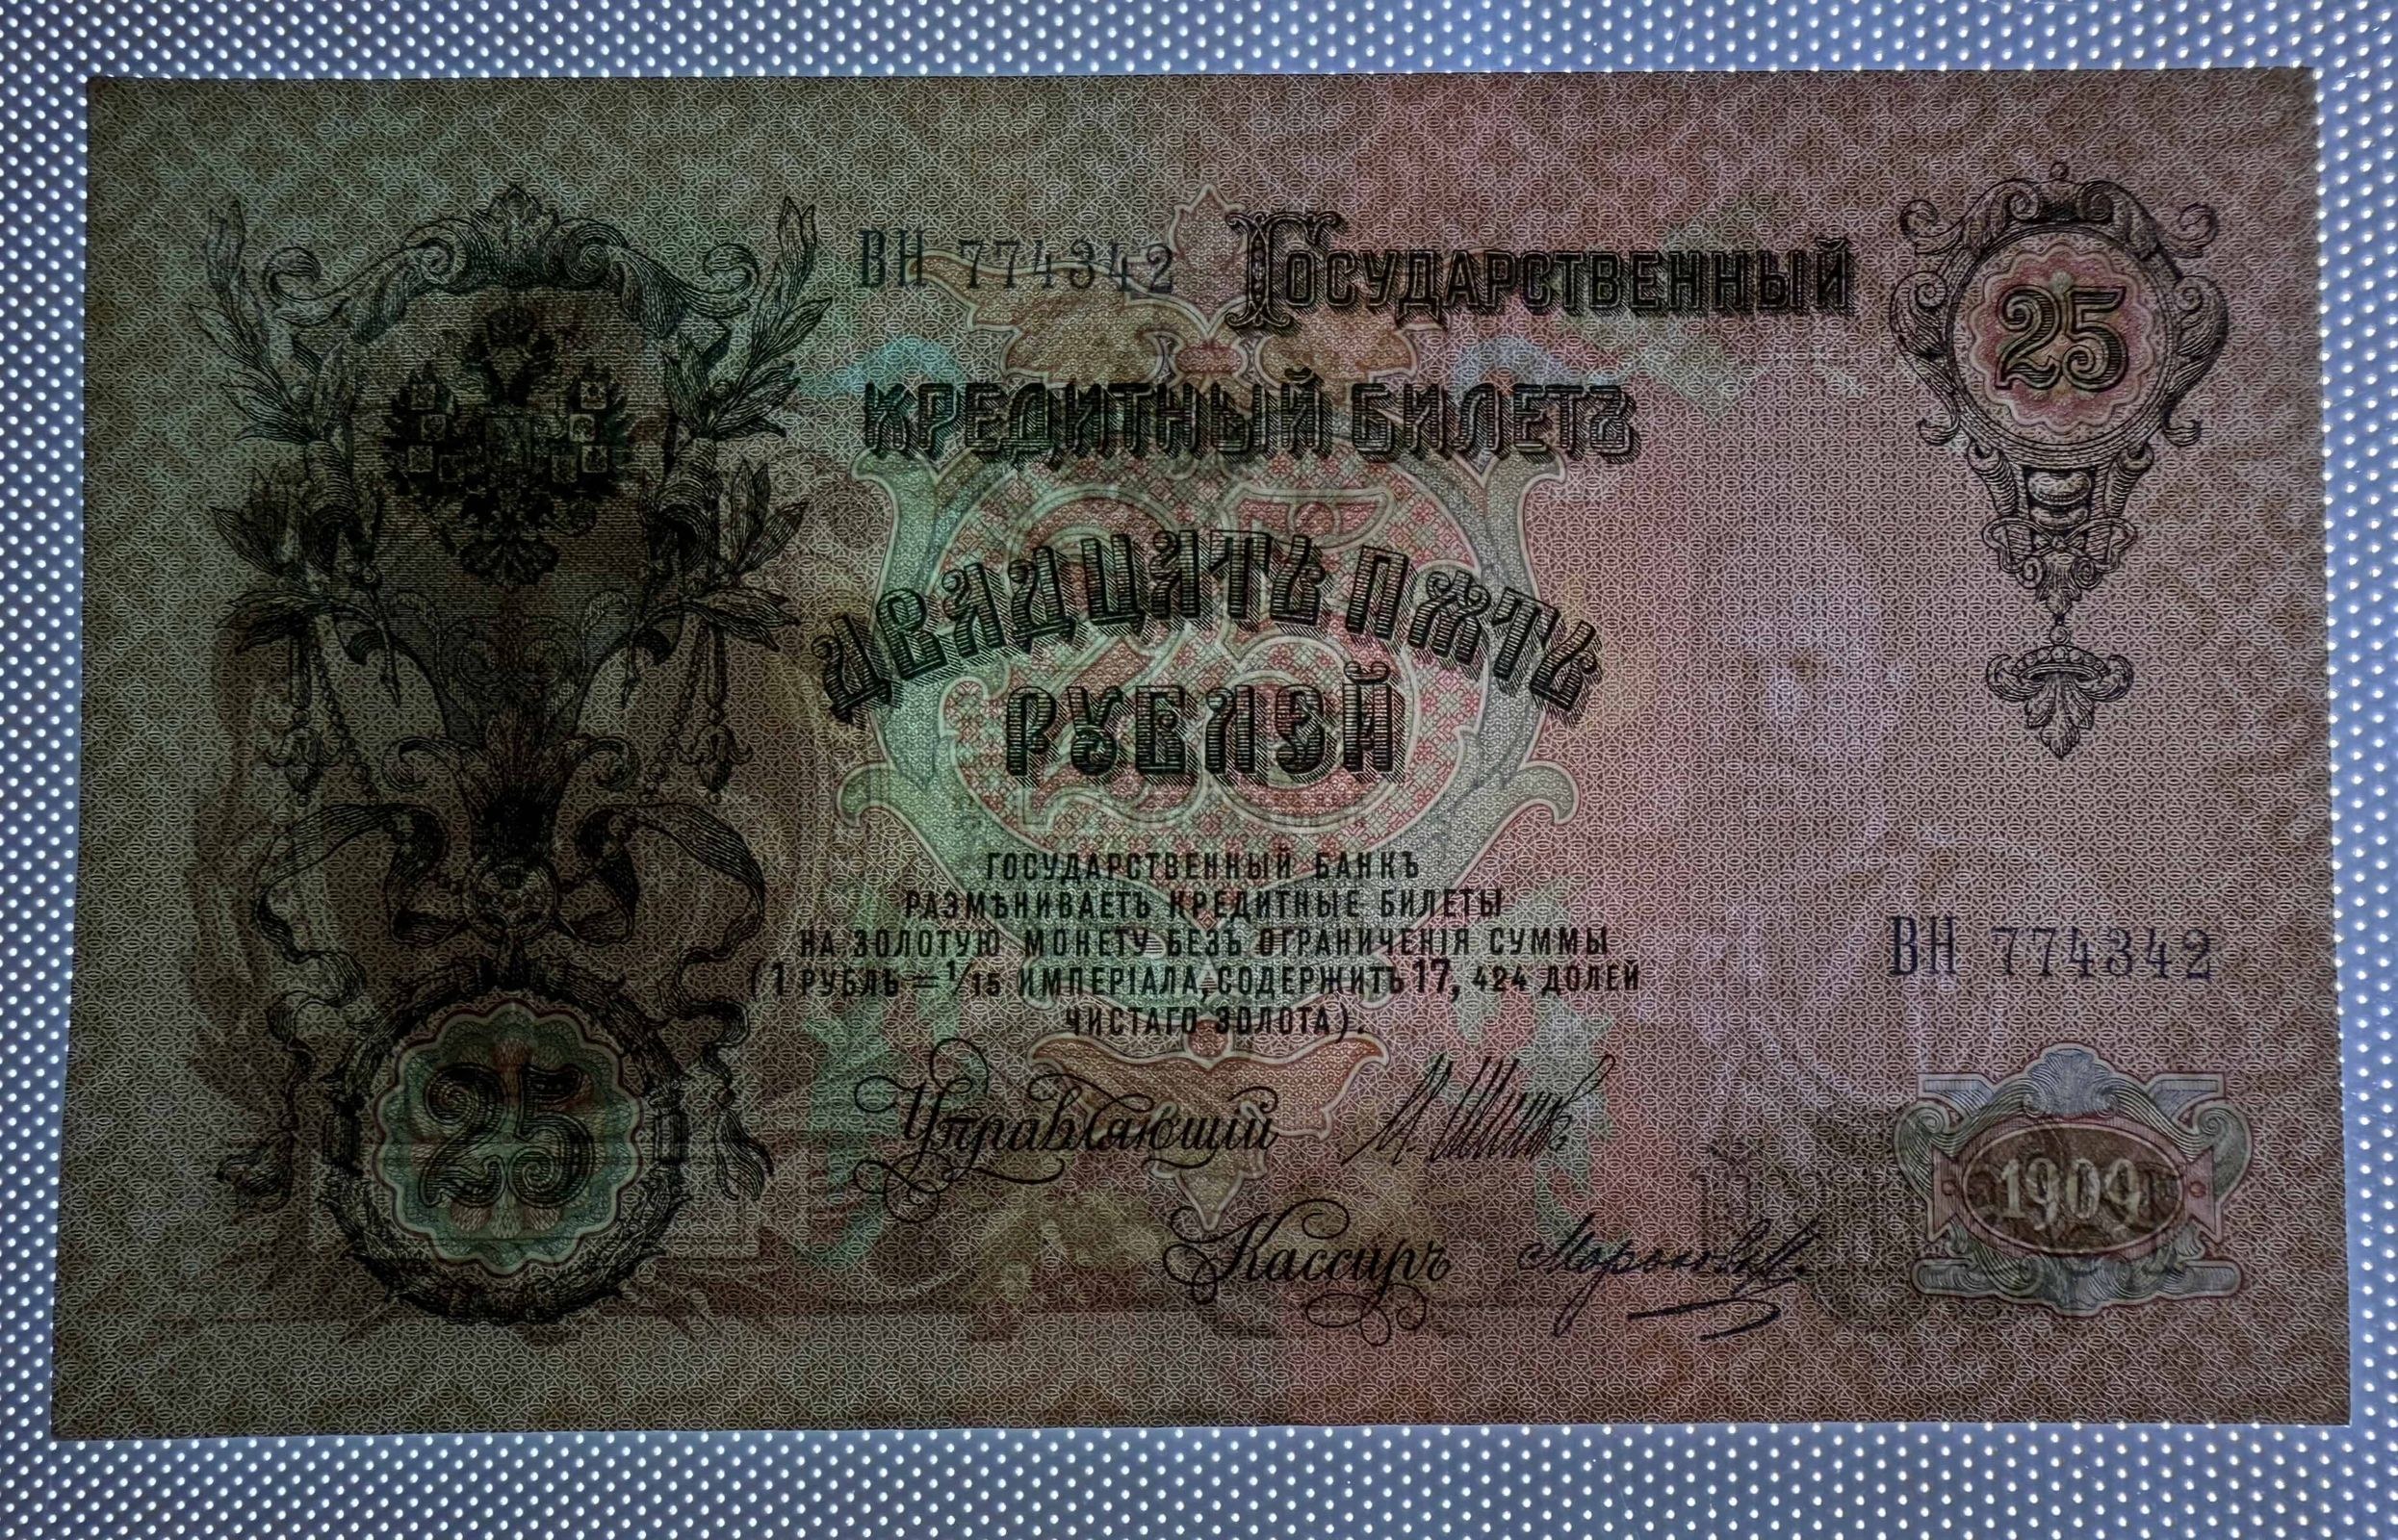 ВН 774342
Государственный
25
кредитный билетъ
двадцать пять
рублей
государственный банкъ
размѣниваетъ кредитные билеты
на золотую монету безъ ограниченія суммы
(1 рубль = 1/15 имперіала, содержитъ 17, 424 долей
чистаго золота).
ВН 774342
Управляющій
25
1909
Кассиръ